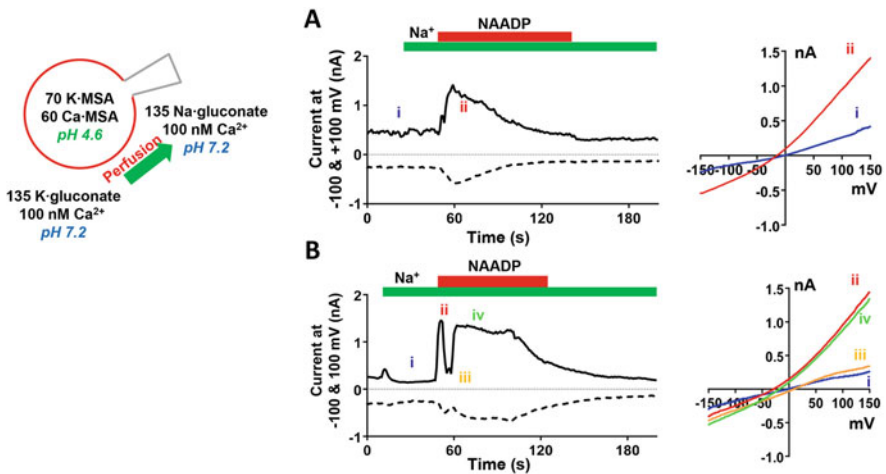 70 K·MSA
60 Ca·MSA
pH 4.6
135 Na·gluconate
100 nM Ca²⁺
pH 7.2
Perfusion
135 K·gluconate
100 nM Ca²⁺
pH 7.2
A
Na⁺
NAADP
Current at
-100 & +100 mV (nA)
2
1
0
-1
i
ii
0
60
120
180
Time (s)
nA
1.5
1.0
0.5
-0.5
-1.0
-150
-100
-50
50
100
150
mV
ii
i
B
Na⁺
NAADP
Current at
-100 & 100 mV (nA)
2
1
0
-1
i
ii
iii
iv
0
60
120
180
Time (s)
nA
1.5
1.0
0.5
-0.5
-1.0
-150
-100
-50
50
100
150
mV
ii
iv
iii
i